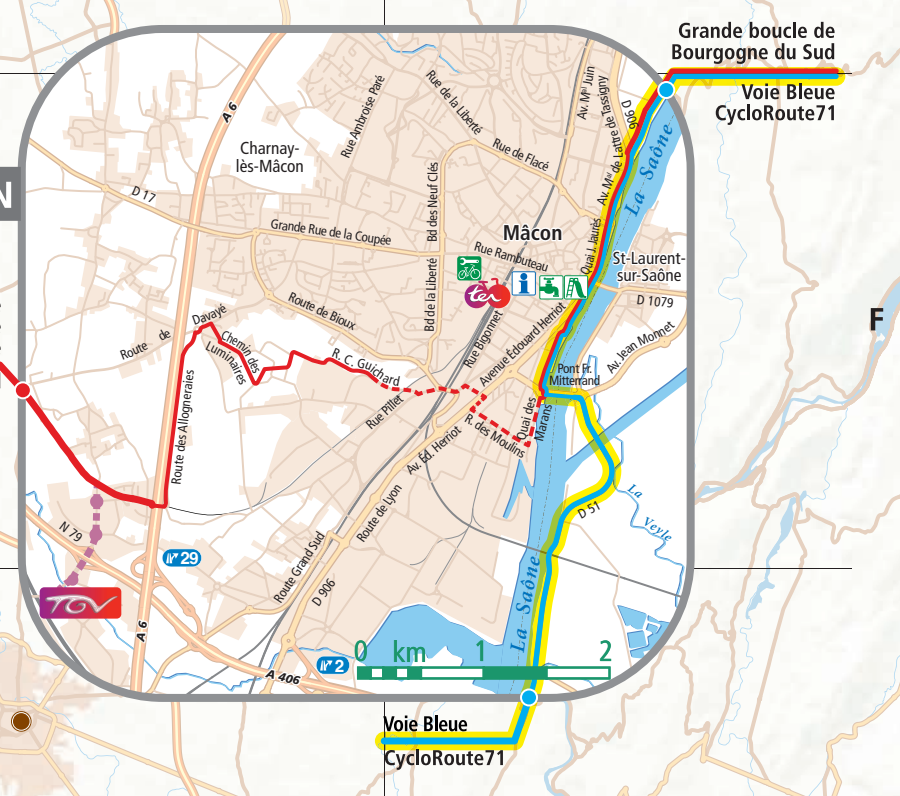 Grande boucle de
Bourgogne du Sud
Voie Bleue
CycloRoute71
N
F
A 6
Rue Ambroise Paré
Rue de la Liberté
Av. Mal Juin
Av. Mal de Lattre de Tassigny
D 906
Charnay-
lès-Mâcon
Rue de Flacé
La Saône
D 17
Bd des Neuf Clés
Grande Rue de la Coupée
Mâcon
Rue Rambuteau
Quai J. Jaurès
St-Laurent-
sur-Saône
D 1079
i
ter
Bd de la Liberté
Route de Bioux
Rue Bigonnet
Avenue Édouard Herriot
Av. Jean Monnet
Route de Davayé
Chemin des
Luminaires
R. C. Guichard
Pont Fr.
Mitterrand
Rue Pillet
Quai des
Marans
R. des Moulins
Av. Éd. Herriot
Route des Allogneraies
La
Veyle
D 51
Route de Lyon
N 79
29
TGV
Route Grand Sud
D 906
La Saône
A 6
A 406
2
0 km 1 2
Voie Bleue
CycloRoute71